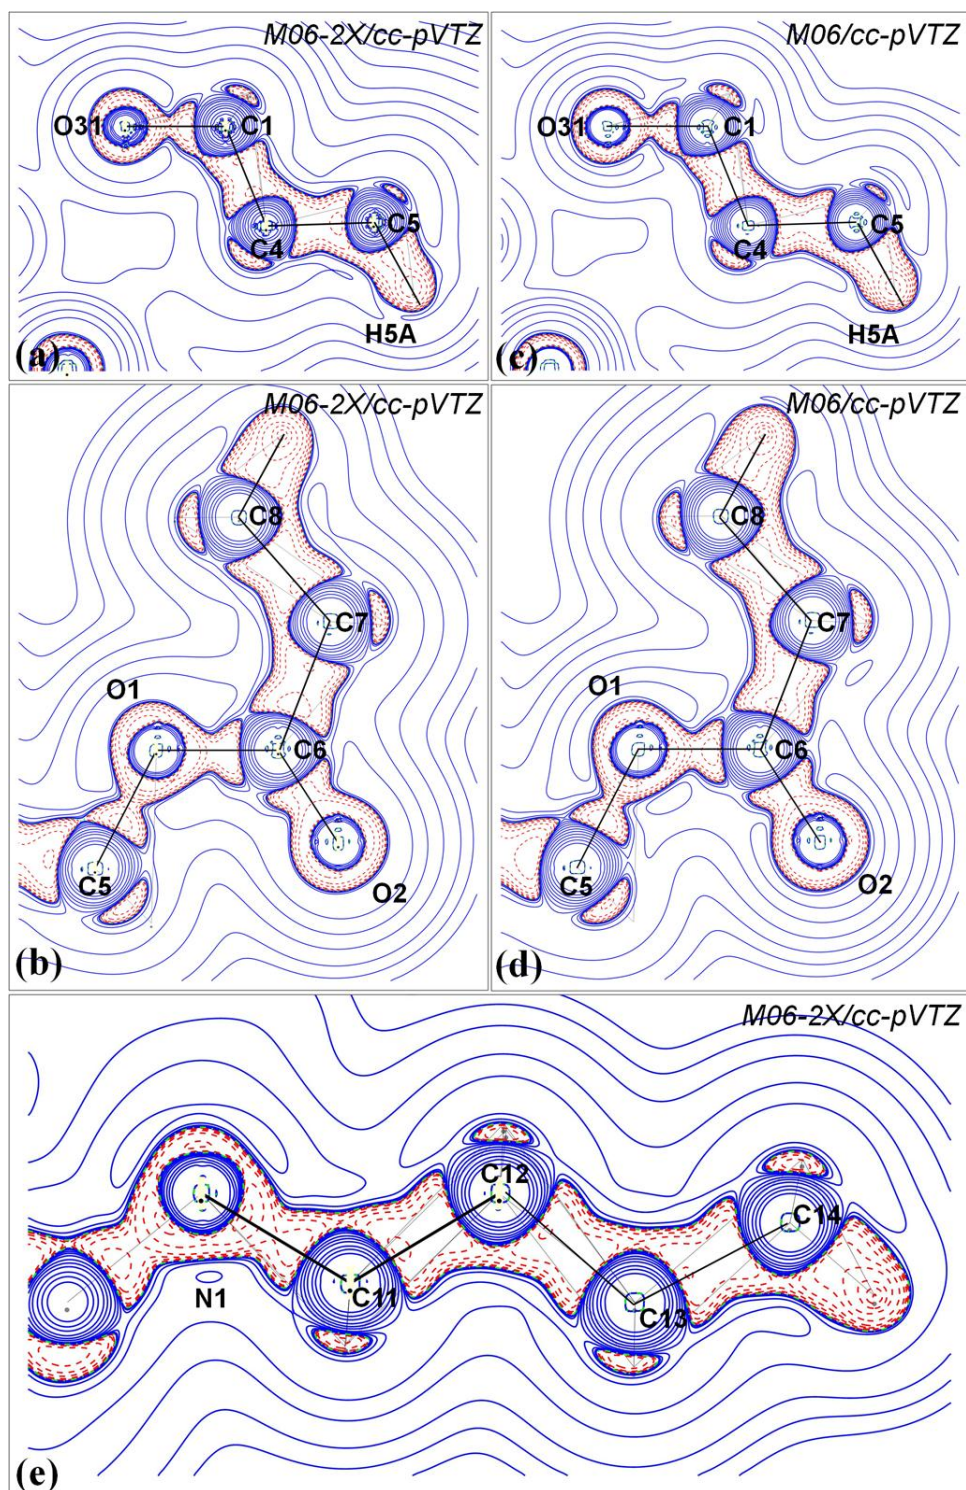 M06-2X/cc-pVTZ
O31
C1
C4
C5
H5A
(a)
M06/cc-pVTZ
O31
C1
C4
C5
H5A
(c)
M06-2X/cc-pVTZ
C8
C7
O1
C6
C5
O2
(b)
M06/cc-pVTZ
C8
C7
O1
C6
C5
O2
(d)
M06-2X/cc-pVTZ
C12
C14
N1
C11
C13
(e)